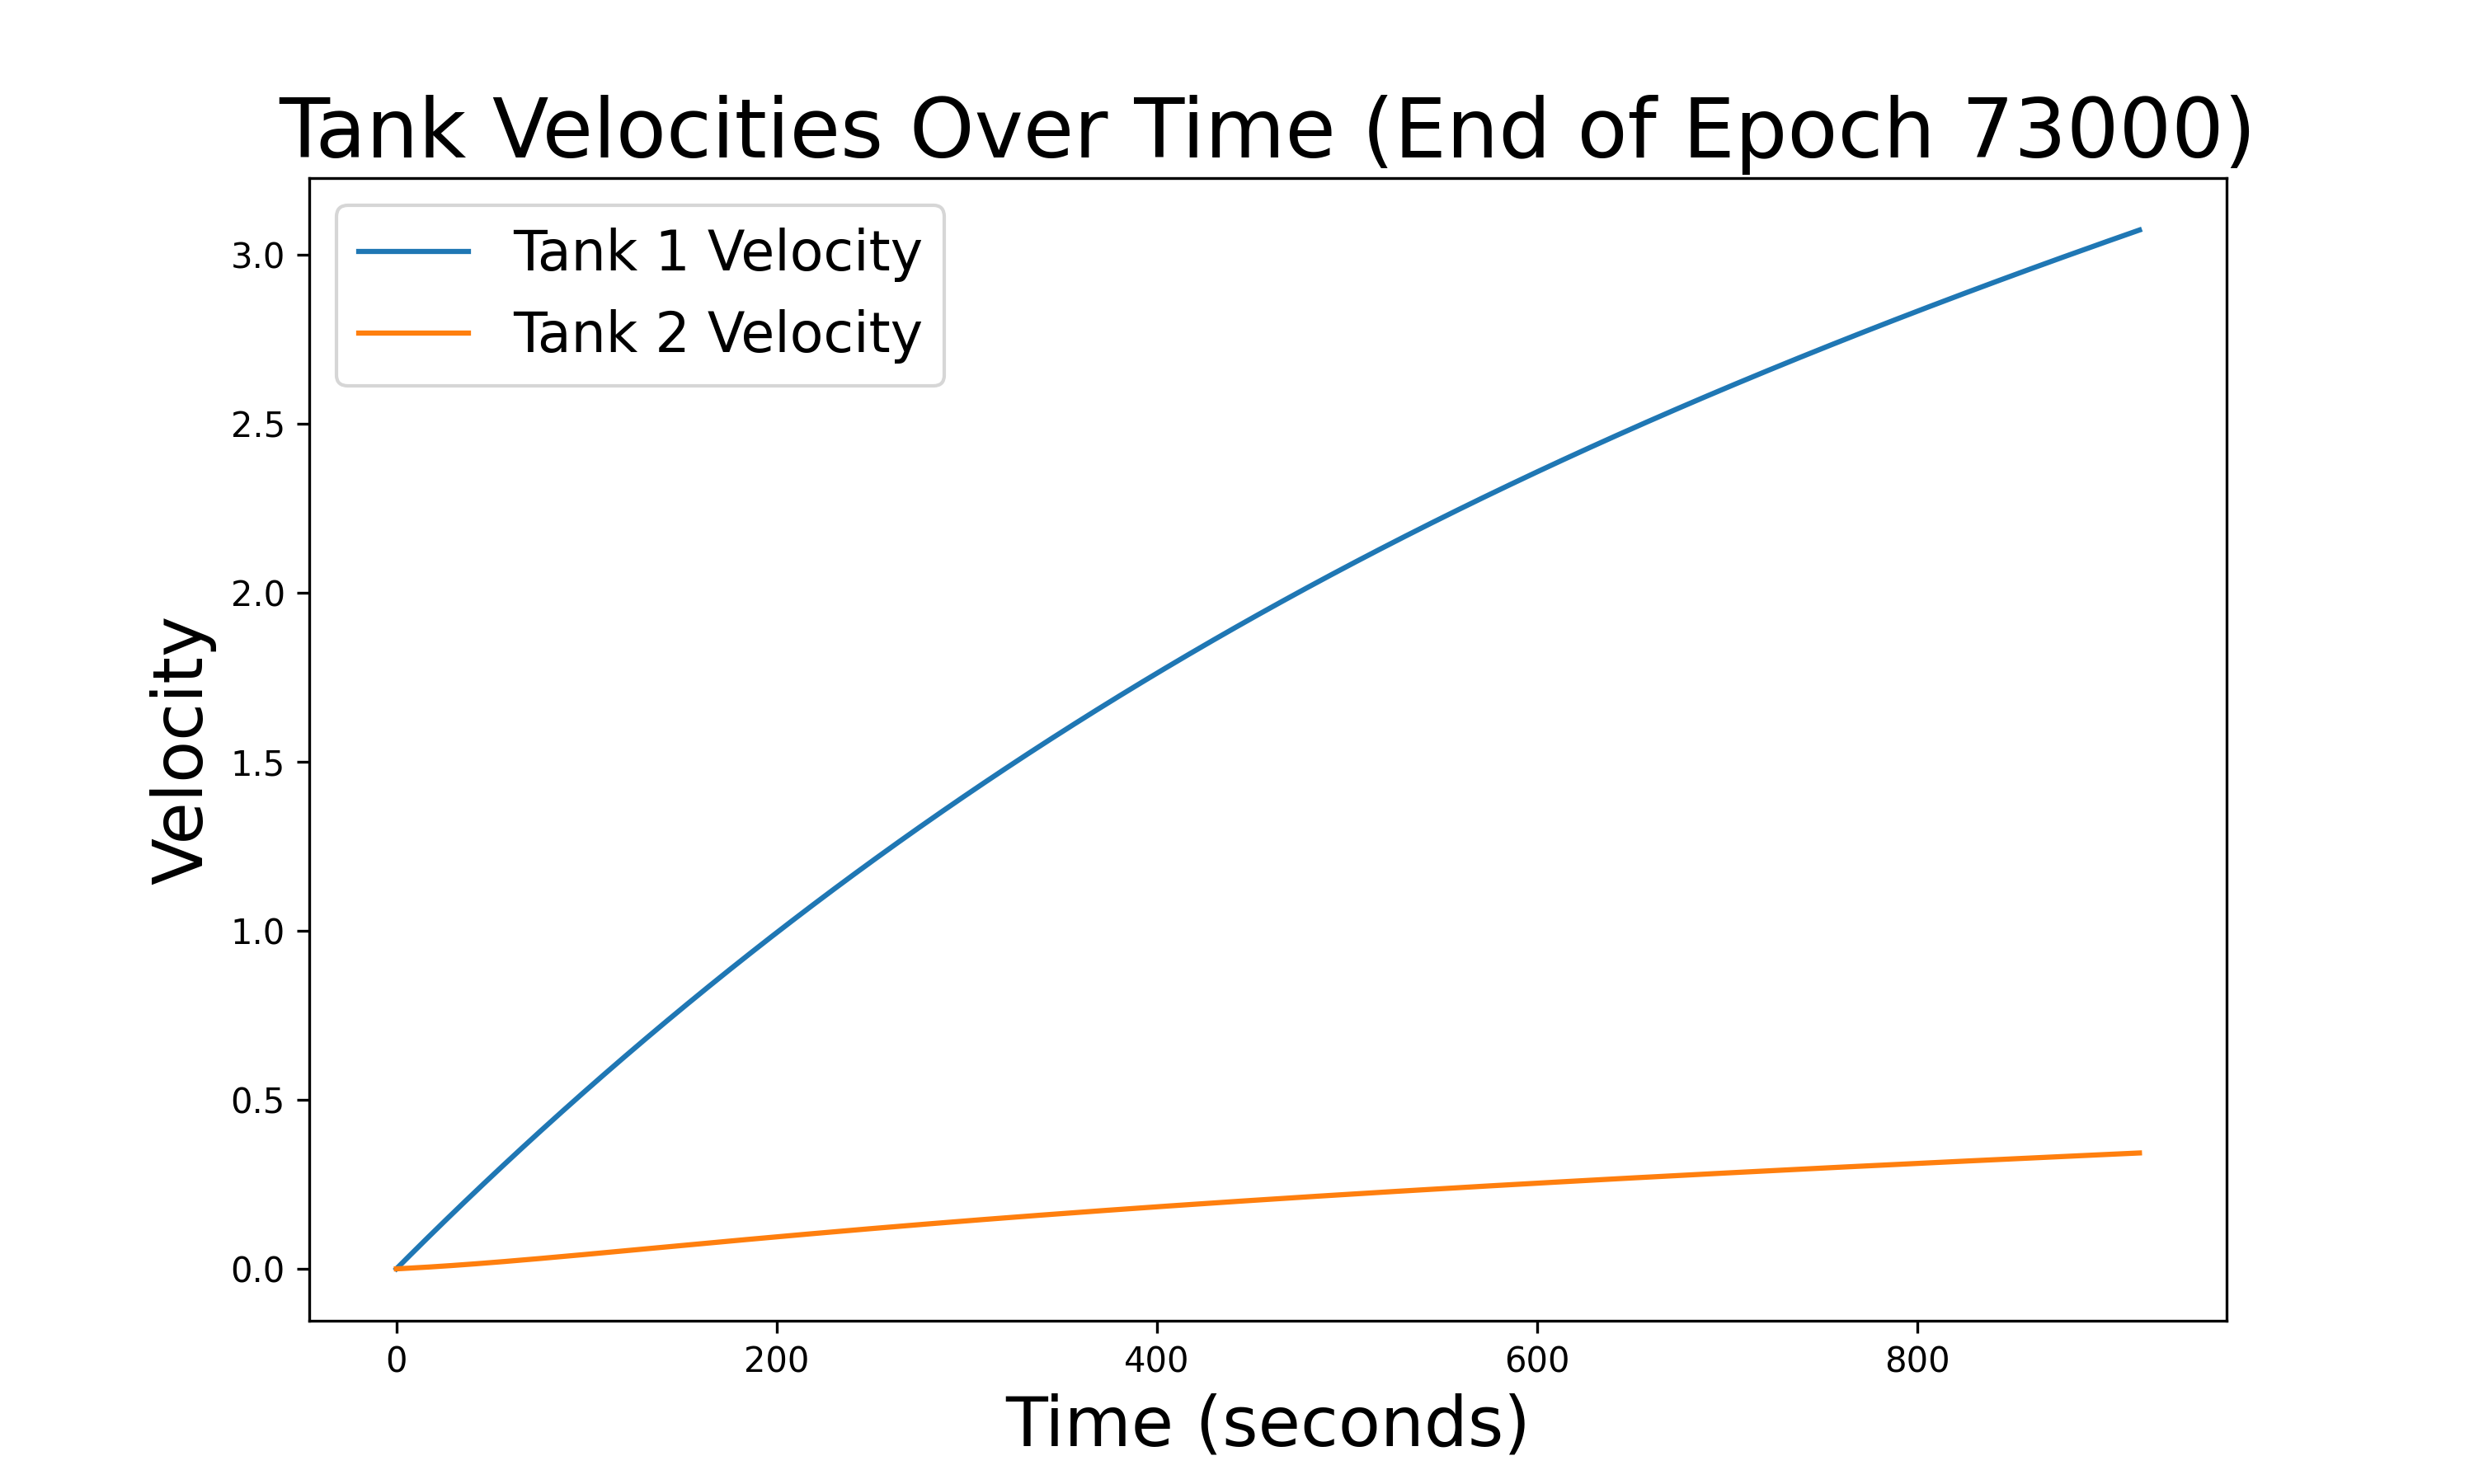 Tank Velocities Over Time (End of Epoch 73000)
Tank 1 Velocity
Tank 2 Velocity
3.0
2.5
2.0
1.5
1.0
0.5
0.0
Velocity
0 200 400 600 800
Time (seconds)